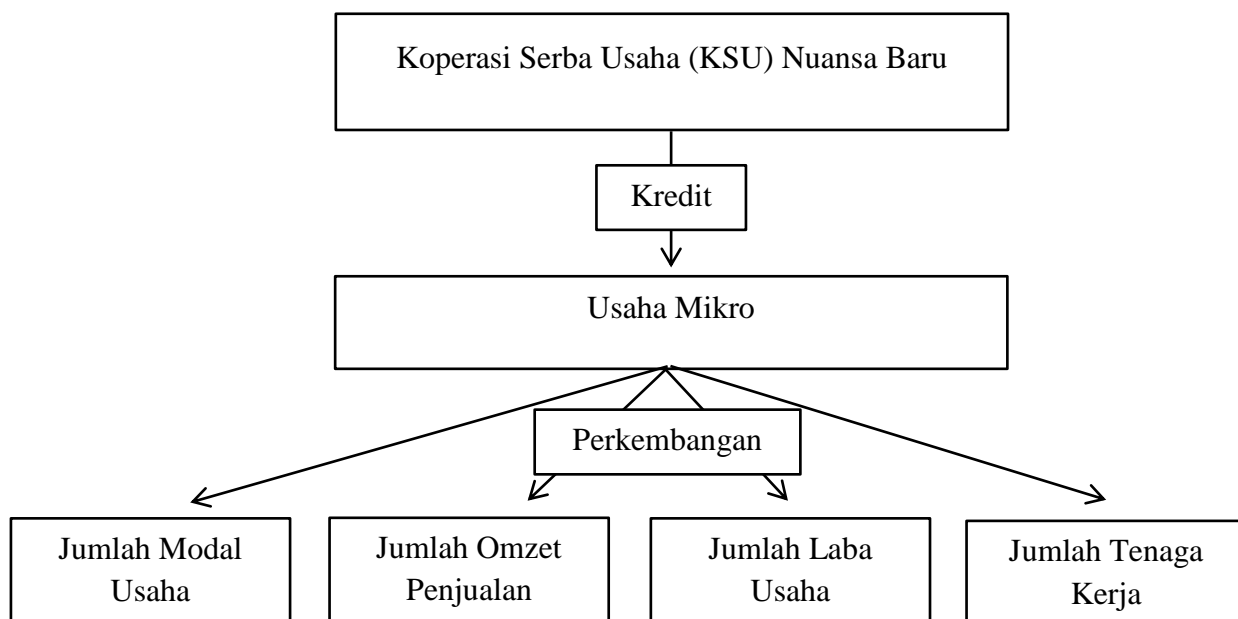 Koperasi Serba Usaha (KSU) Nuansa Baru
Kredit
Usaha Mikro
Perkembangan
Jumlah Modal
Usaha
Jumlah Omzet
Penjualan
Jumlah Laba
Usaha
Jumlah Tenaga
Kerja